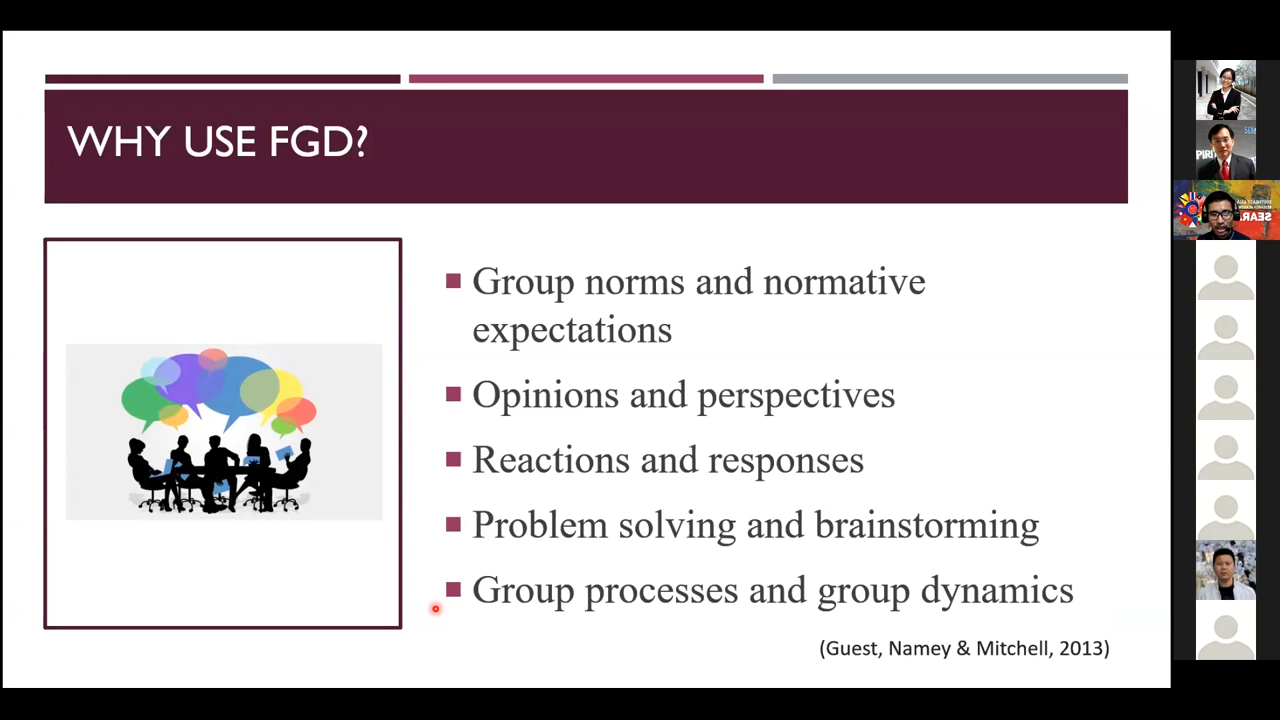 WHY USE FGD?
Group norms and normative
expectations
Opinions and perspectives
Reactions and responses
Problem solving and brainstorming
Group processes and group dynamics
(Guest, Namey & Mitchell, 2013)